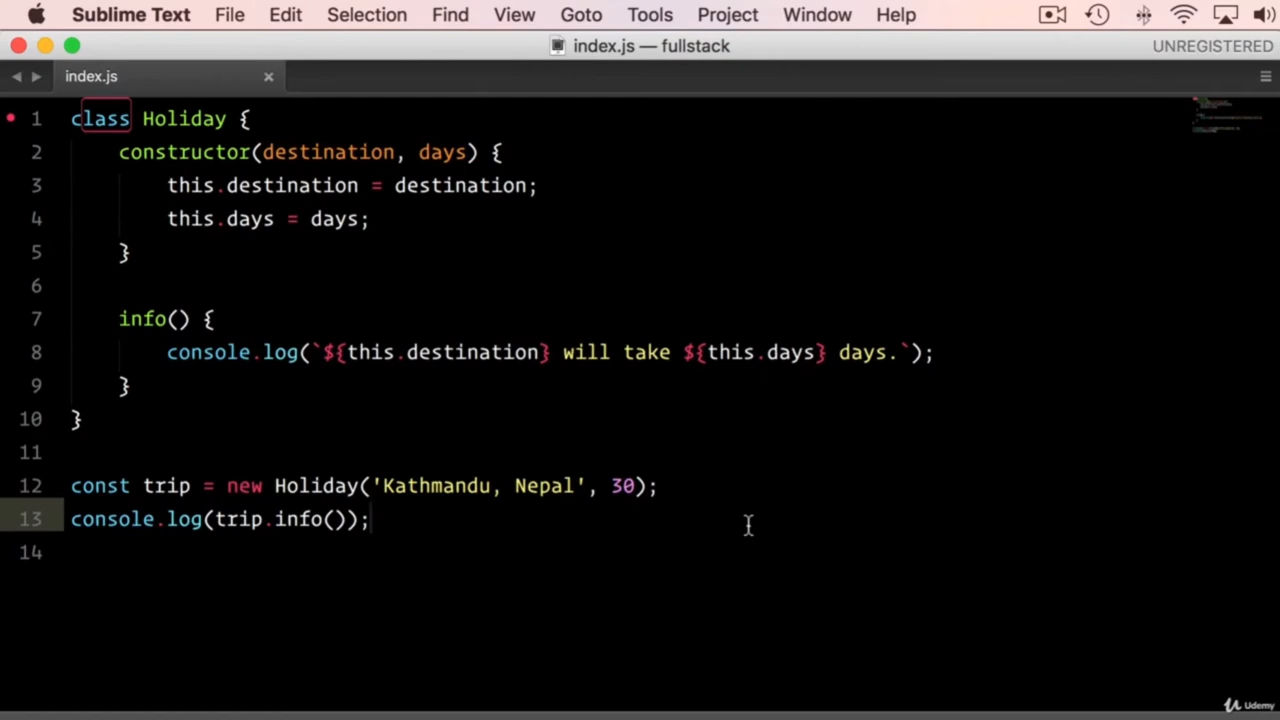 Sublime Text File Edit Selection Find View Goto Tools Project Window Help
index.js — fullstack UNREGISTERED
index.js ×
1 class Holiday {
2 constructor(destination, days) {
3 this.destination = destination;
4 this.days = days;
5 }
6
7 info() {
8 console.log(`${this.destination} will take ${this.days} days.`);
9 }
10 }
11
12 const trip = new Holiday('Kathmandu, Nepal', 30);
13 console.log(trip.info());
14
Udemy